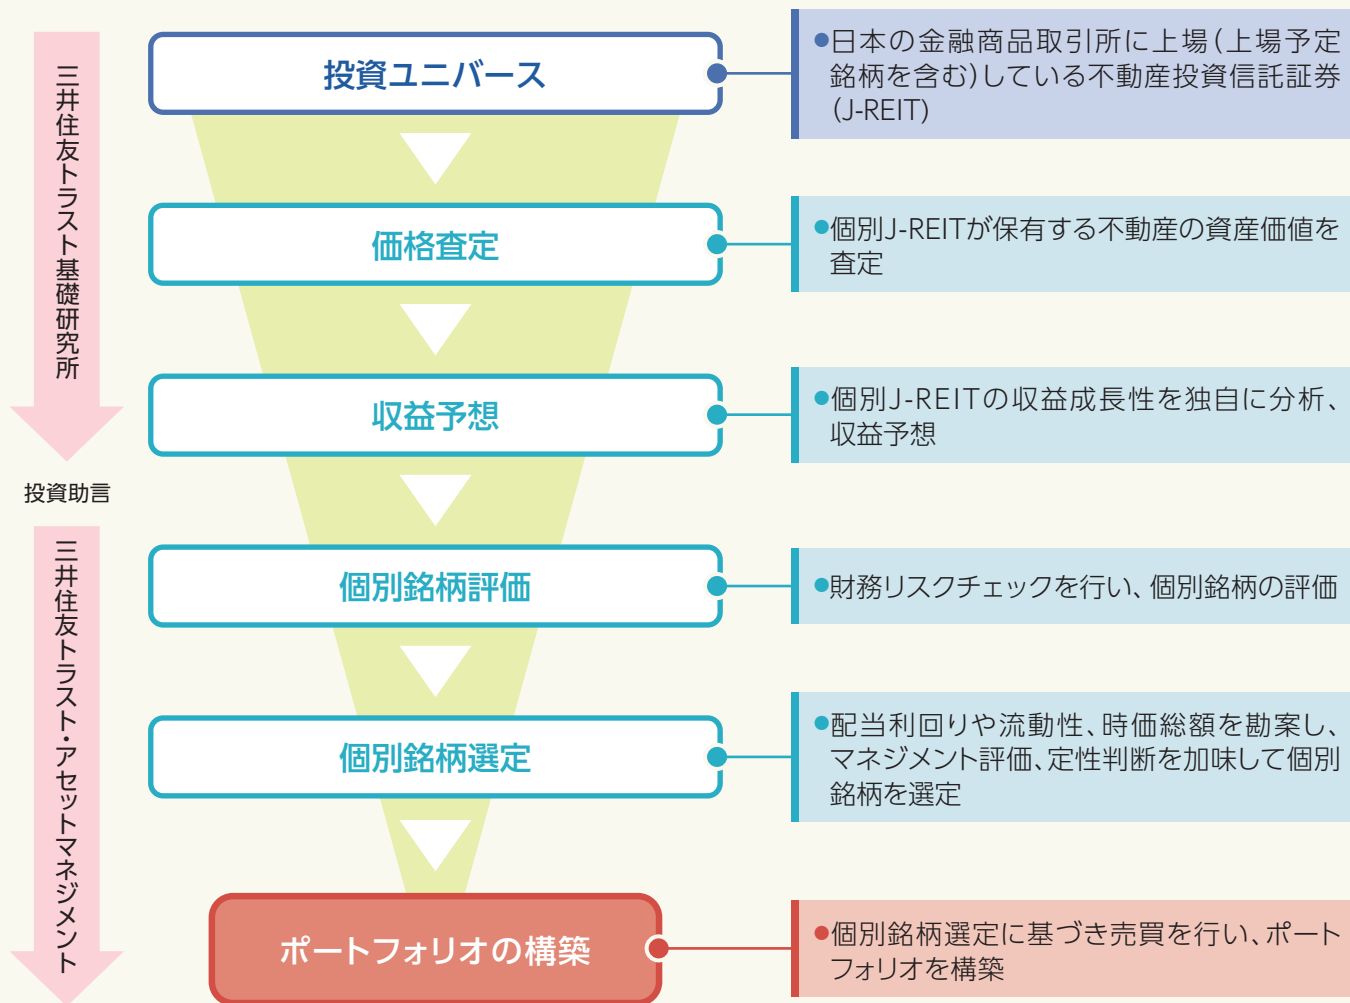 三井住友トラスト基礎研究所
投資助言
三井住友トラスト・アセットマネジメント
投資ユニバース
●日本の金融商品取引所に上場(上場予定
銘柄を含む)している不動産投資信託証券
(J-REIT)
価格査定
●個別J-REITが保有する不動産の資産価値を
査定
収益予想
●個別J-REITの収益成長性を独自に分析、
収益予想
個別銘柄評価
●財務リスクチェックを行い、個別銘柄の評価
個別銘柄選定
●配当利回りや流動性、時価総額を勘案し、
マネジメント評価、定性判断を加味して個別
銘柄を選定
ポートフォリオの構築
●個別銘柄選定に基づき売買を行い、ポート
フォリオを構築